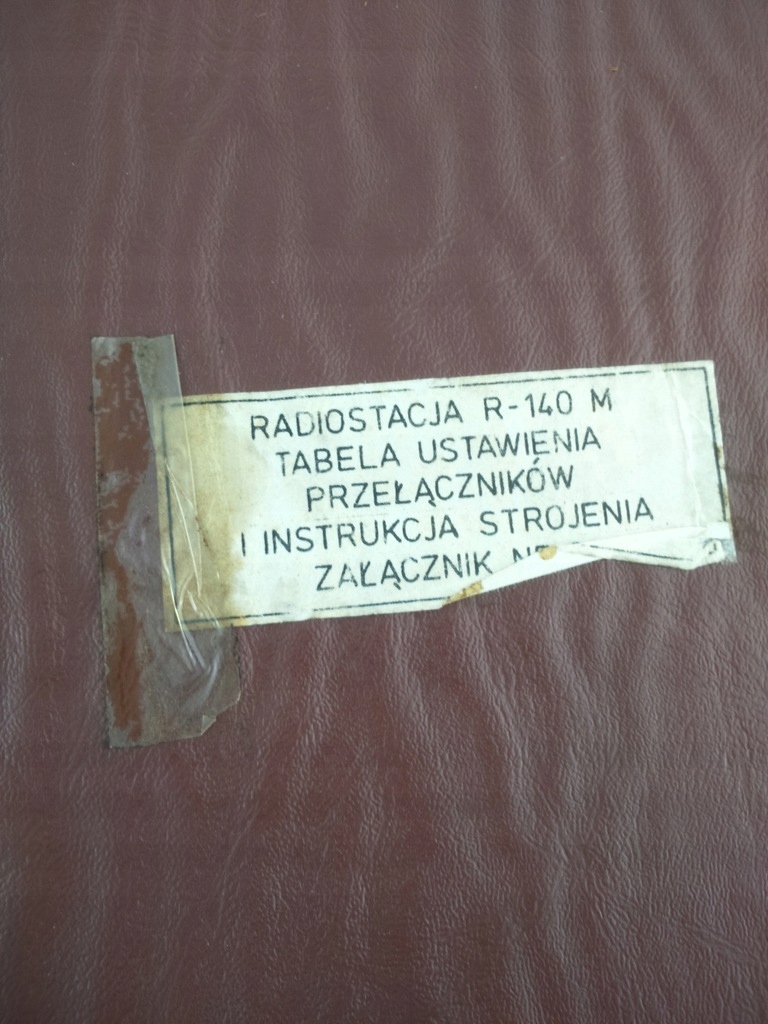 RADIOSTACJA R-140 M
TABELA USTAWIENIA
PRZEŁĄCZNIKÓW
I INSTRUKCJA STROJENIA
ZAŁĄCZNIK